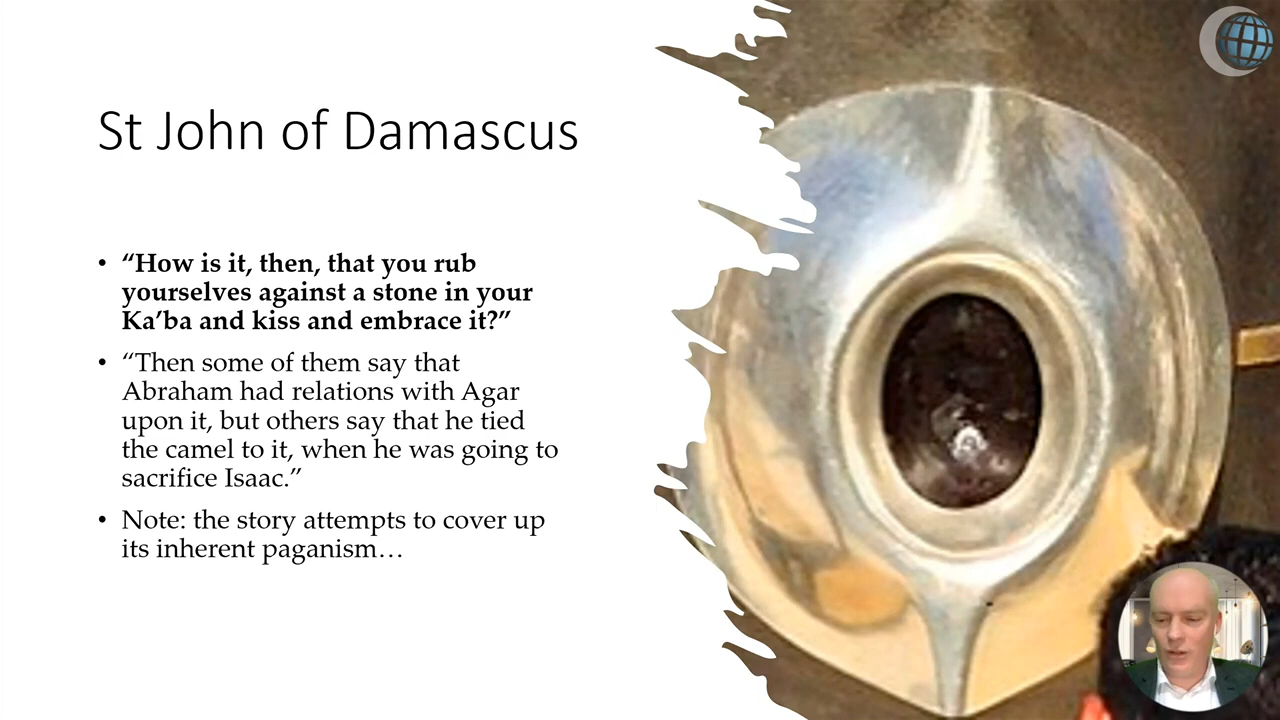 St John of Damascus
• “How is it, then, that you rub
yourselves against a stone in your
Ka’ba and kiss and embrace it?”
• “Then some of them say that
Abraham had relations with Agar
upon it, but others say that he tied
the camel to it, when he was going to
sacrifice Isaac.”
• Note: the story attempts to cover up
its inherent paganism…